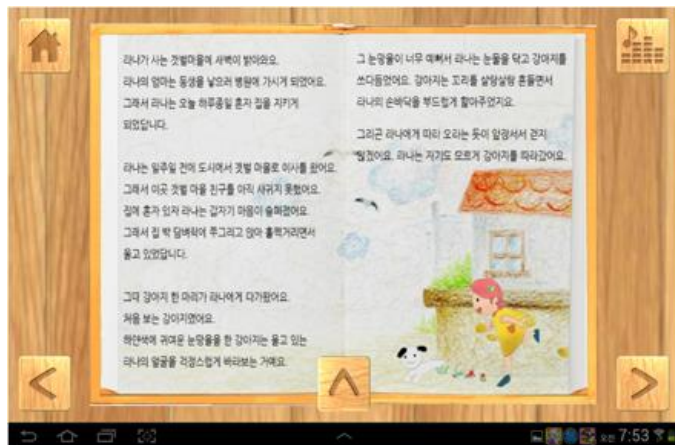 라나가 사는 갯벌마을에 새벽이 밝아와요.
라나의 엄마는 동생을 낳으러 병원에 가시게 되었어요.
그래서 라나는 오늘 하루종일 혼자 집을 지키게
되었답니다.
라나는 일주일 전에 도시에서 갯벌 마을로 이사를 왔어요.
그래서 이곳 갯벌 마을 친구를 아직 사귀지 못했어요.
집에 혼자 있자 라나는 갑자기 마음이 슬퍼졌어요.
그래서 집 밖 담벼락에 쭈그리고 앉아 훌쩍거리면서
울고 있었답니다.
그때 강아지 한 마리가 라나에게 다가왔어요.
처음 보는 강아지였어요.
하얀색에 귀여운 눈망울을 한 강아지는 울고 있는
라나의 얼굴을 걱정스럽게 바라보는 거예요.
그 눈망울이 너무 예뻐서 라나는 눈물을 닦고 강아지를
쓰다듬었어요. 강아지는 꼬리를 살랑살랑 흔들면서
라나의 손바닥을 부드럽게 핥아주었지요.
그리곤 라나에게 따라 오라는 듯이 앞장서서 걷지
않겠어요. 라나는 자기도 모르게 강아지를 따라갔어요.
오전 7:53